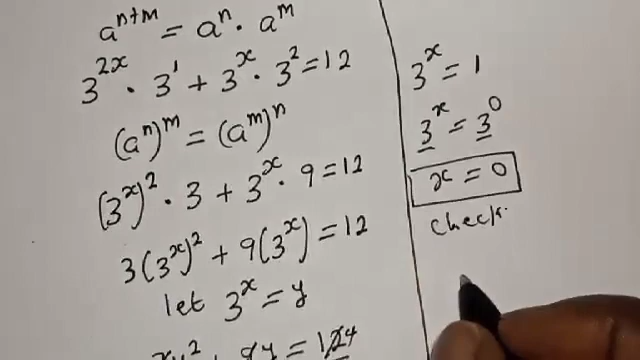 a^{n+m} = a^n · a^m
3^{2x} · 3^1 + 3^x · 3^2 = 12
(a^n)^m = (a^m)^n
(3^x)^2 · 3 + 3^x · 9 = 12
3(3^x)^2 + 9(3^x) = 12
let 3^x = y
3^x = 1
3^x = 3^0
x = 0
Check: